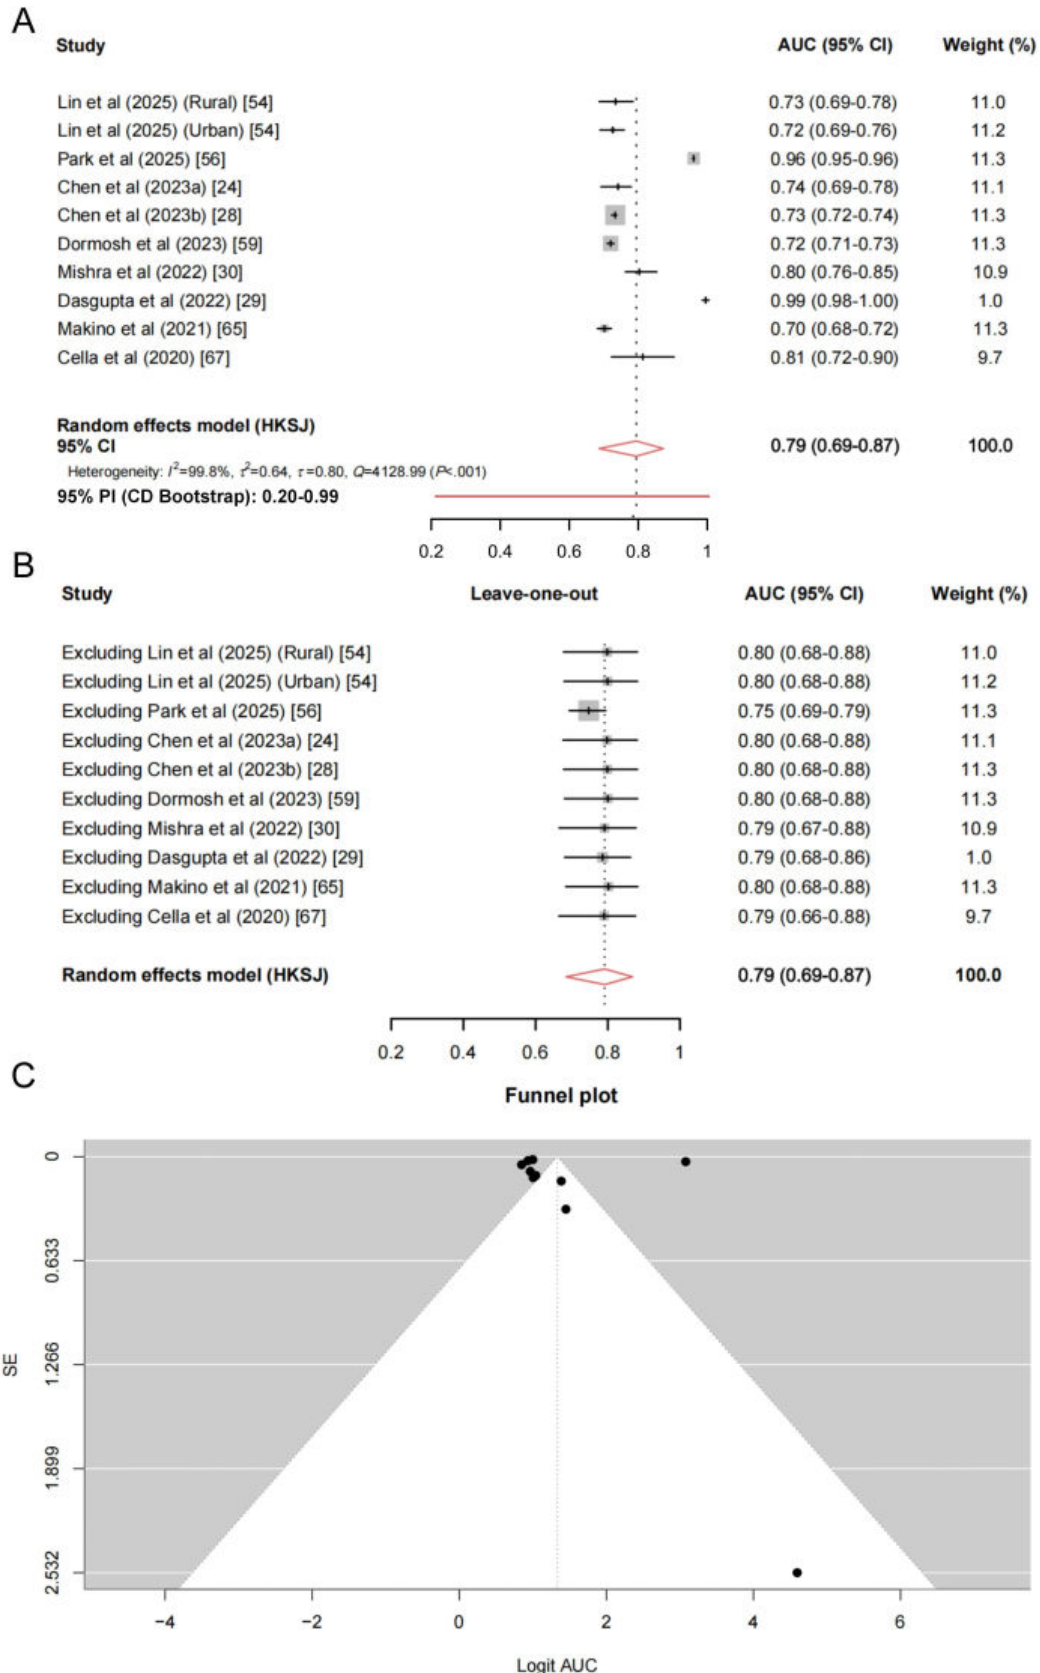 A
Study AUC (95% CI) Weight (%)
Lin et al (2025) (Rural) [54] 0.73 (0.69-0.78) 11.0
Lin et al (2025) (Urban) [54] 0.72 (0.69-0.76) 11.2
Park et al (2025) [56] 0.96 (0.95-0.96) 11.3
Chen et al (2023a) [24] 0.74 (0.69-0.78) 11.1
Chen et al (2023b) [28] 0.73 (0.72-0.74) 11.3
Dormosh et al (2023) [59] 0.72 (0.71-0.73) 11.3
Mishra et al (2022) [30] 0.80 (0.76-0.85) 10.9
Dasgupta et al (2022) [29] 0.99 (0.98-1.00) 1.0
Makino et al (2021) [65] 0.70 (0.68-0.72) 11.3
Cella et al (2020) [67] 0.81 (0.72-0.90) 9.7
Random effects model (HKSJ)
95% CI 0.79 (0.69-0.87) 100.0
Heterogeneity: I²=99.8%, τ²=0.64, τ=0.80, Q=4128.99 (P<.001)
95% PI (CD Bootstrap): 0.20-0.99
0.2 0.4 0.6 0.8 1
B
Study Leave-one-out AUC (95% CI) Weight (%)
Excluding Lin et al (2025) (Rural) [54] 0.80 (0.68-0.88) 11.0
Excluding Lin et al (2025) (Urban) [54] 0.80 (0.68-0.88) 11.2
Excluding Park et al (2025) [56] 0.75 (0.69-0.79) 11.3
Excluding Chen et al (2023a) [24] 0.80 (0.68-0.88) 11.1
Excluding Chen et al (2023b) [28] 0.80 (0.68-0.88) 11.3
Excluding Dormosh et al (2023) [59] 0.80 (0.68-0.88) 11.3
Excluding Mishra et al (2022) [30] 0.79 (0.67-0.88) 10.9
Excluding Dasgupta et al (2022) [29] 0.79 (0.68-0.86) 1.0
Excluding Makino et al (2021) [65] 0.80 (0.68-0.88) 11.3
Excluding Cella et al (2020) [67] 0.79 (0.66-0.88) 9.7
Random effects model (HKSJ) 0.79 (0.69-0.87) 100.0
0.2 0.4 0.6 0.8 1
C
Funnel plot
SE
0
0.633
1.266
1.899
2.532
−4 −2 0 2 4 6
Logit AUC